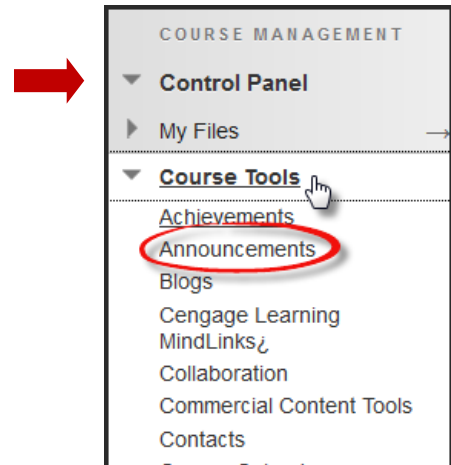 COURSE MANAGEMENT
Control Panel
My Files
Course Tools
Achievements
Announcements
Blogs
Cengage Learning
MindLinks¿
Collaboration
Commercial Content Tools
Contacts